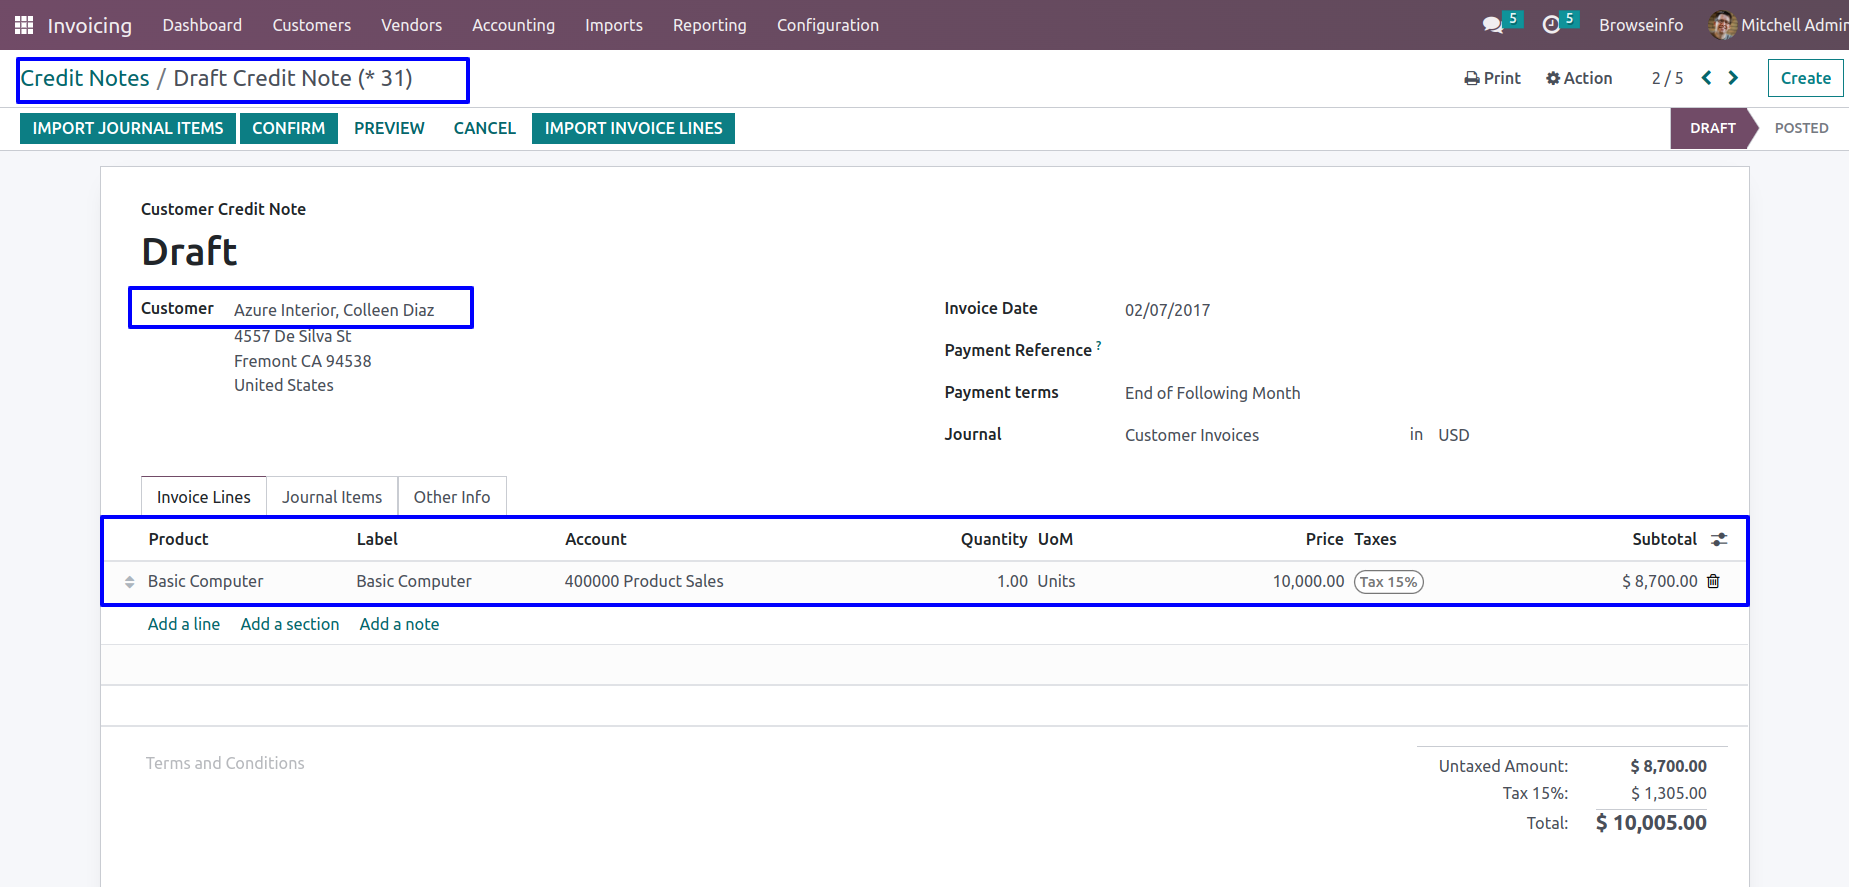 Invoicing Dashboard Customers Vendors Accounting Imports Reporting Configuration 5 5 Browseinfo Mitchell Admin
Credit Notes / Draft Credit Note (* 31) Print Action 2 / 5 Create
IMPORT JOURNAL ITEMS CONFIRM PREVIEW CANCEL IMPORT INVOICE LINES DRAFT POSTED
Customer Credit Note
Draft
Customer Azure Interior, Colleen Diaz Invoice Date 02/07/2017
4557 De Silva St
Fremont CA 94538 Payment Reference ?
United States Payment terms End of Following Month
Journal Customer Invoices in USD
Invoice Lines Journal Items Other Info
Product Label Account Quantity UoM Price Taxes Subtotal
Basic Computer Basic Computer 400000 Product Sales 1.00 Units 10,000.00 Tax 15% $ 8,700.00
Add a line Add a section Add a note
Terms and Conditions Untaxed Amount: $ 8,700.00
Tax 15%: $ 1,305.00
Total: $ 10,005.00